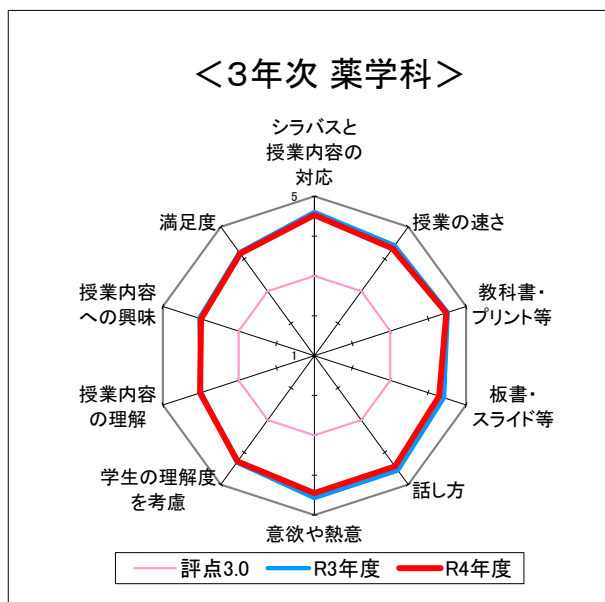 ＜3年次 薬学科＞
シラバスと
授業内容の
対応
5
授業の速さ
満足度
教科書・
プリント等
授業内容
への興味
1
板書・
スライド等
授業内容
の理解
話し方
学生の理解度
を考慮
意欲や熱意
評点3.0
R3年度
R4年度